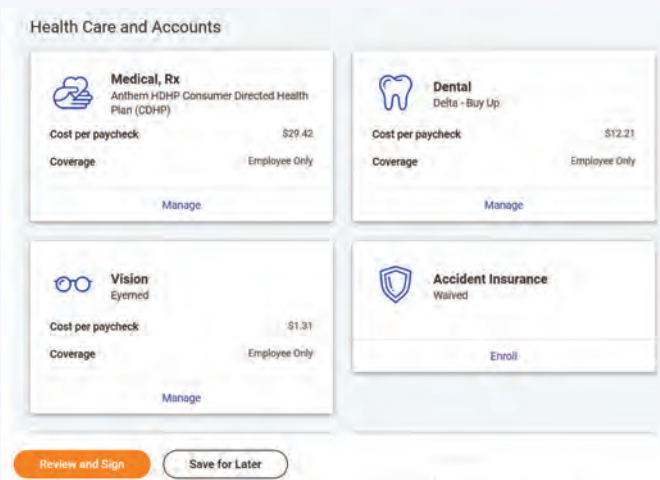 Health Care and Accounts
Medical, Rx
Anthem HDHP Consumer Directed Health
Plan (CDHP)
Cost per paycheck $29.42
Coverage Employee Only
Manage
Dental
Delta - Buy Up
Cost per paycheck $12.21
Coverage Employee Only
Manage
Vision
Eyemed
Cost per paycheck $1.31
Coverage Employee Only
Manage
Accident Insurance
Waived
Enroll
Review and Sign
Save for Later